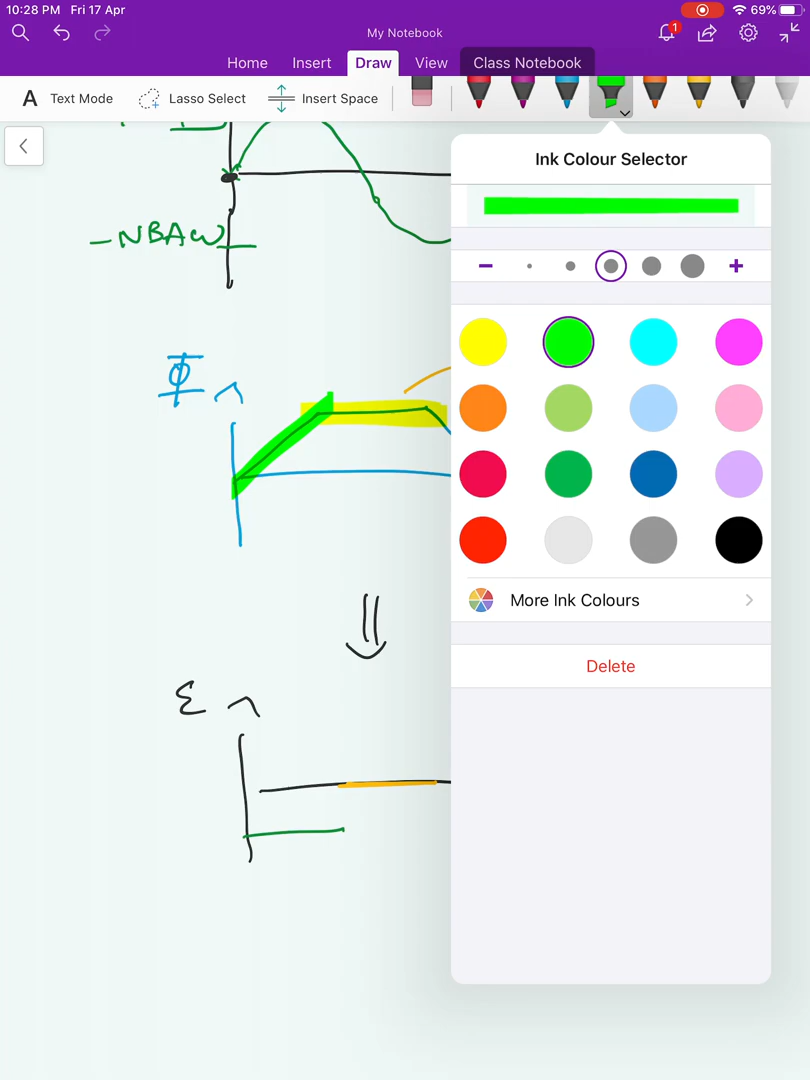 10:28 PM Fri 17 Apr
69%
My Notebook
1
Home Insert Draw View Class Notebook
A Text Mode Lasso Select Insert Space
Ink Colour Selector
-NBAω
Φ
More Ink Colours
Delete
ε